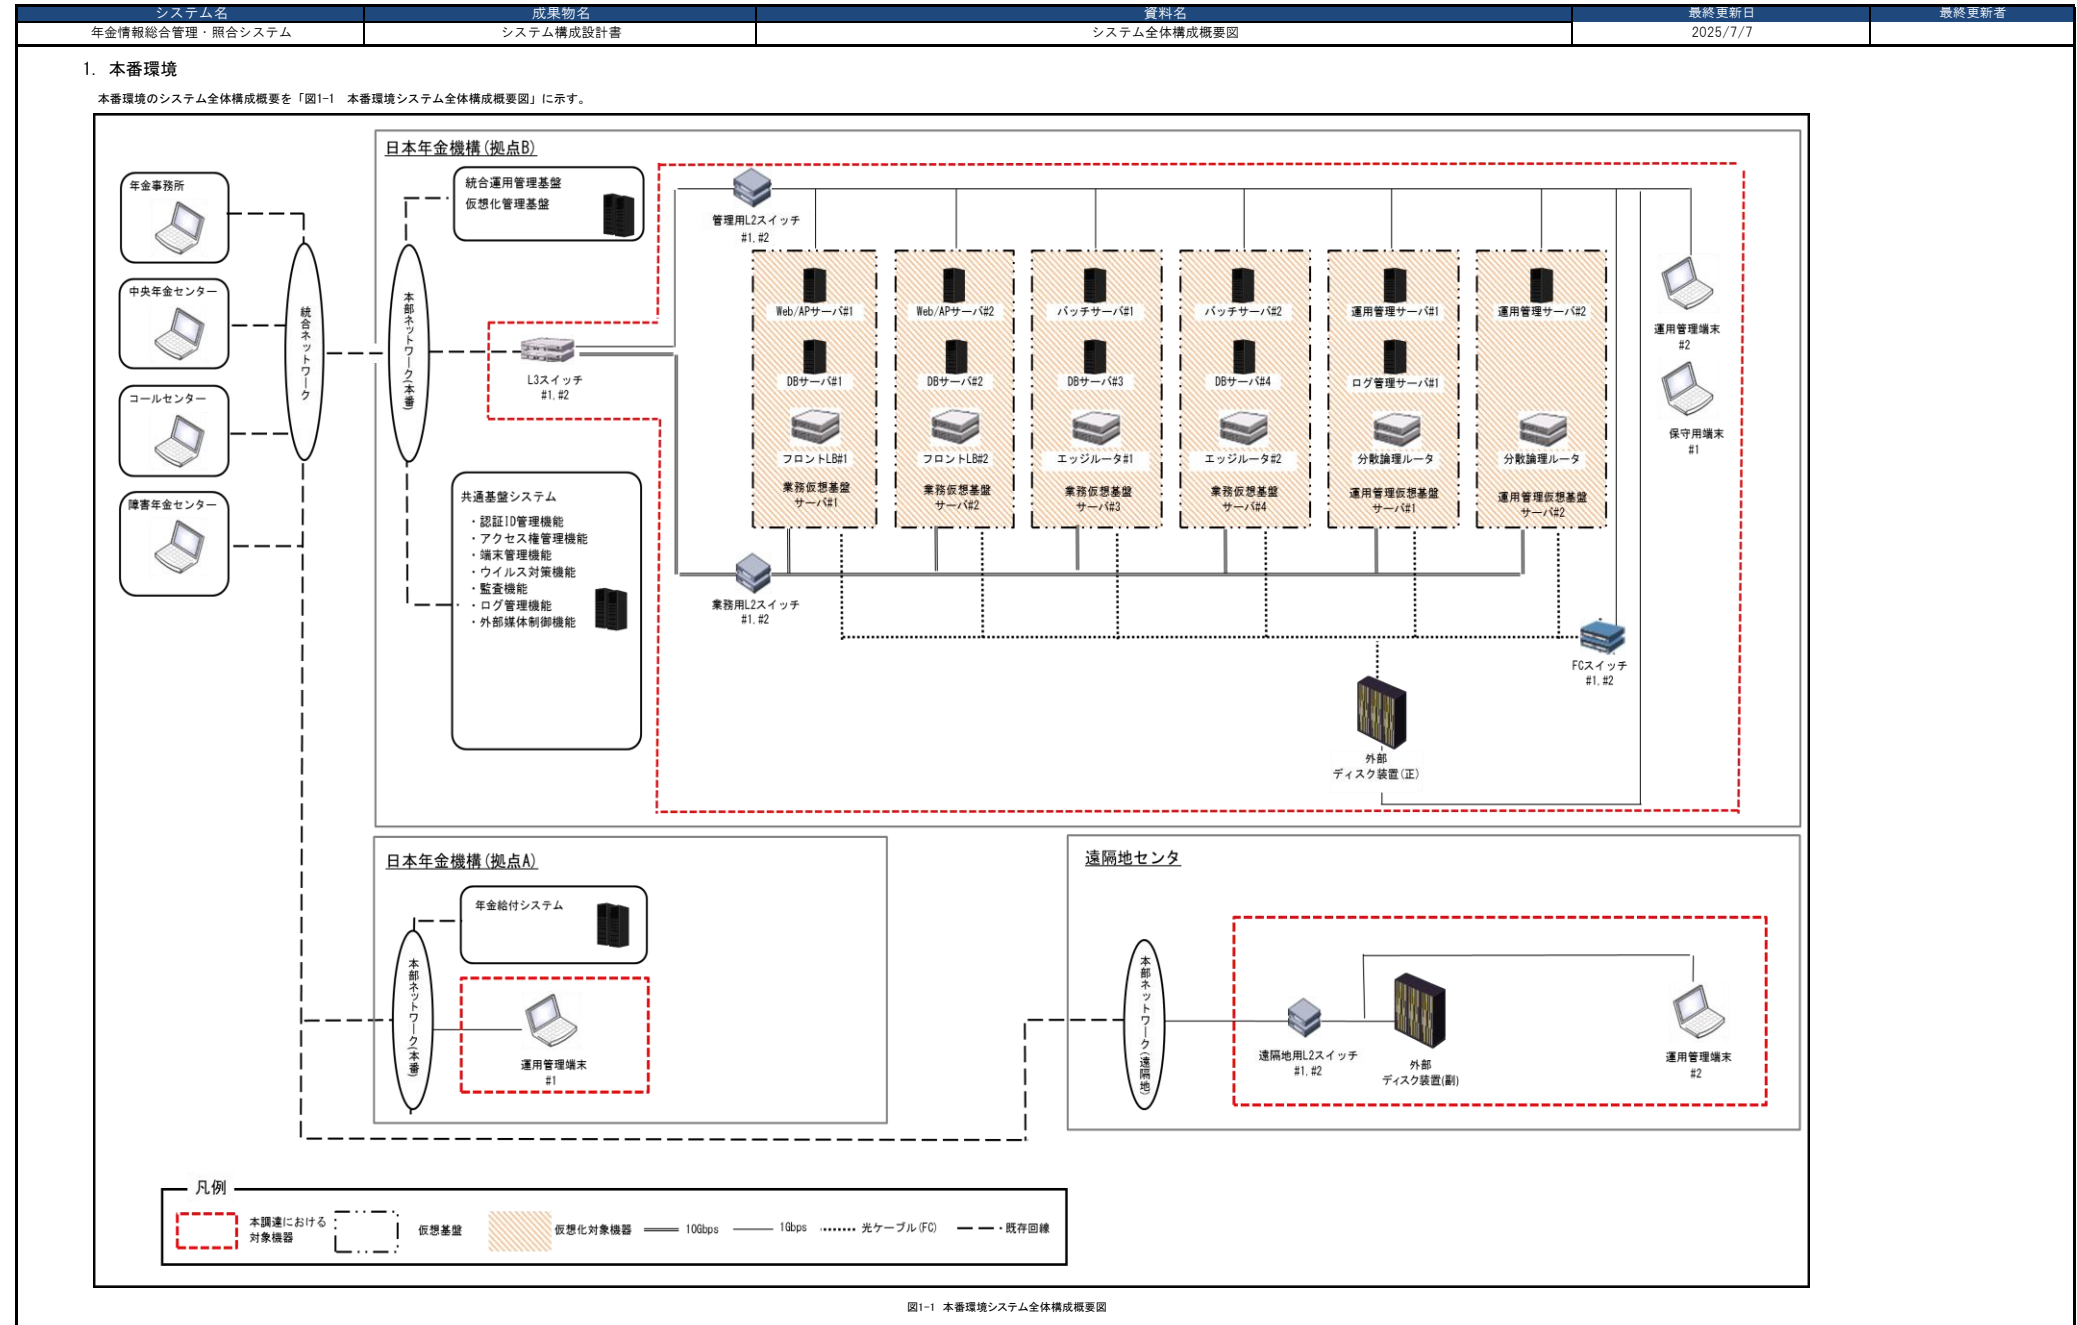 システム名
成果物名
資料名
最終更新日
最終更新者
年金情報総合管理・照合システム
システム構成設計書
システム全体構成概要図
2025/7/7
1. 本番環境
本番環境のシステム全体構成概要を「図1-1 本番環境システム全体構成概要図」に示す。
年金事務所
中央年金センター
コールセンター
障害年金センター
統合ネットワーク
日本年金機構(拠点B)
統合運用管理基盤
仮想化管理基盤
本部ネットワーク(本番)
L3スイッチ
#1,#2
共通基盤システム
・認証ID管理機能
・アクセス権管理機能
・端末管理機能
・ウイルス対策機能
・監査機能
・ログ管理機能
・外部媒体制御機能
管理用L2スイッチ
#1,#2
Web/APサーバ#1
DBサーバ#1
フロントLB#1
業務仮想基盤
サーバ#1
Web/APサーバ#2
DBサーバ#2
フロントLB#2
業務仮想基盤
サーバ#2
バッチサーバ#1
DBサーバ#3
エッジルータ#1
業務仮想基盤
サーバ#3
バッチサーバ#2
DBサーバ#4
エッジルータ#2
業務仮想基盤
サーバ#4
運用管理サーバ#1
ログ管理サーバ#1
分散論理ルータ
運用管理仮想基盤
サーバ#1
運用管理サーバ#2
分散論理ルータ
運用管理仮想基盤
サーバ#2
運用管理端末
#2
保守用端末
#1
業務用L2スイッチ
#1,#2
FCスイッチ
#1,#2
外部
ディスク装置(正)
日本年金機構(拠点A)
年金給付システム
本部ネットワーク(本番)
運用管理端末
#1
遠隔地センタ
本部ネットワーク(遠隔地)
遠隔地用L2スイッチ
#1,#2
外部
ディスク装置(副)
運用管理端末
#2
凡例
本調達における
対象機器
仮想基盤
仮想化対象機器
10Gbps
1Gbps
光ケーブル(FC)
既存回線
図1-1 本番環境システム全体構成概要図